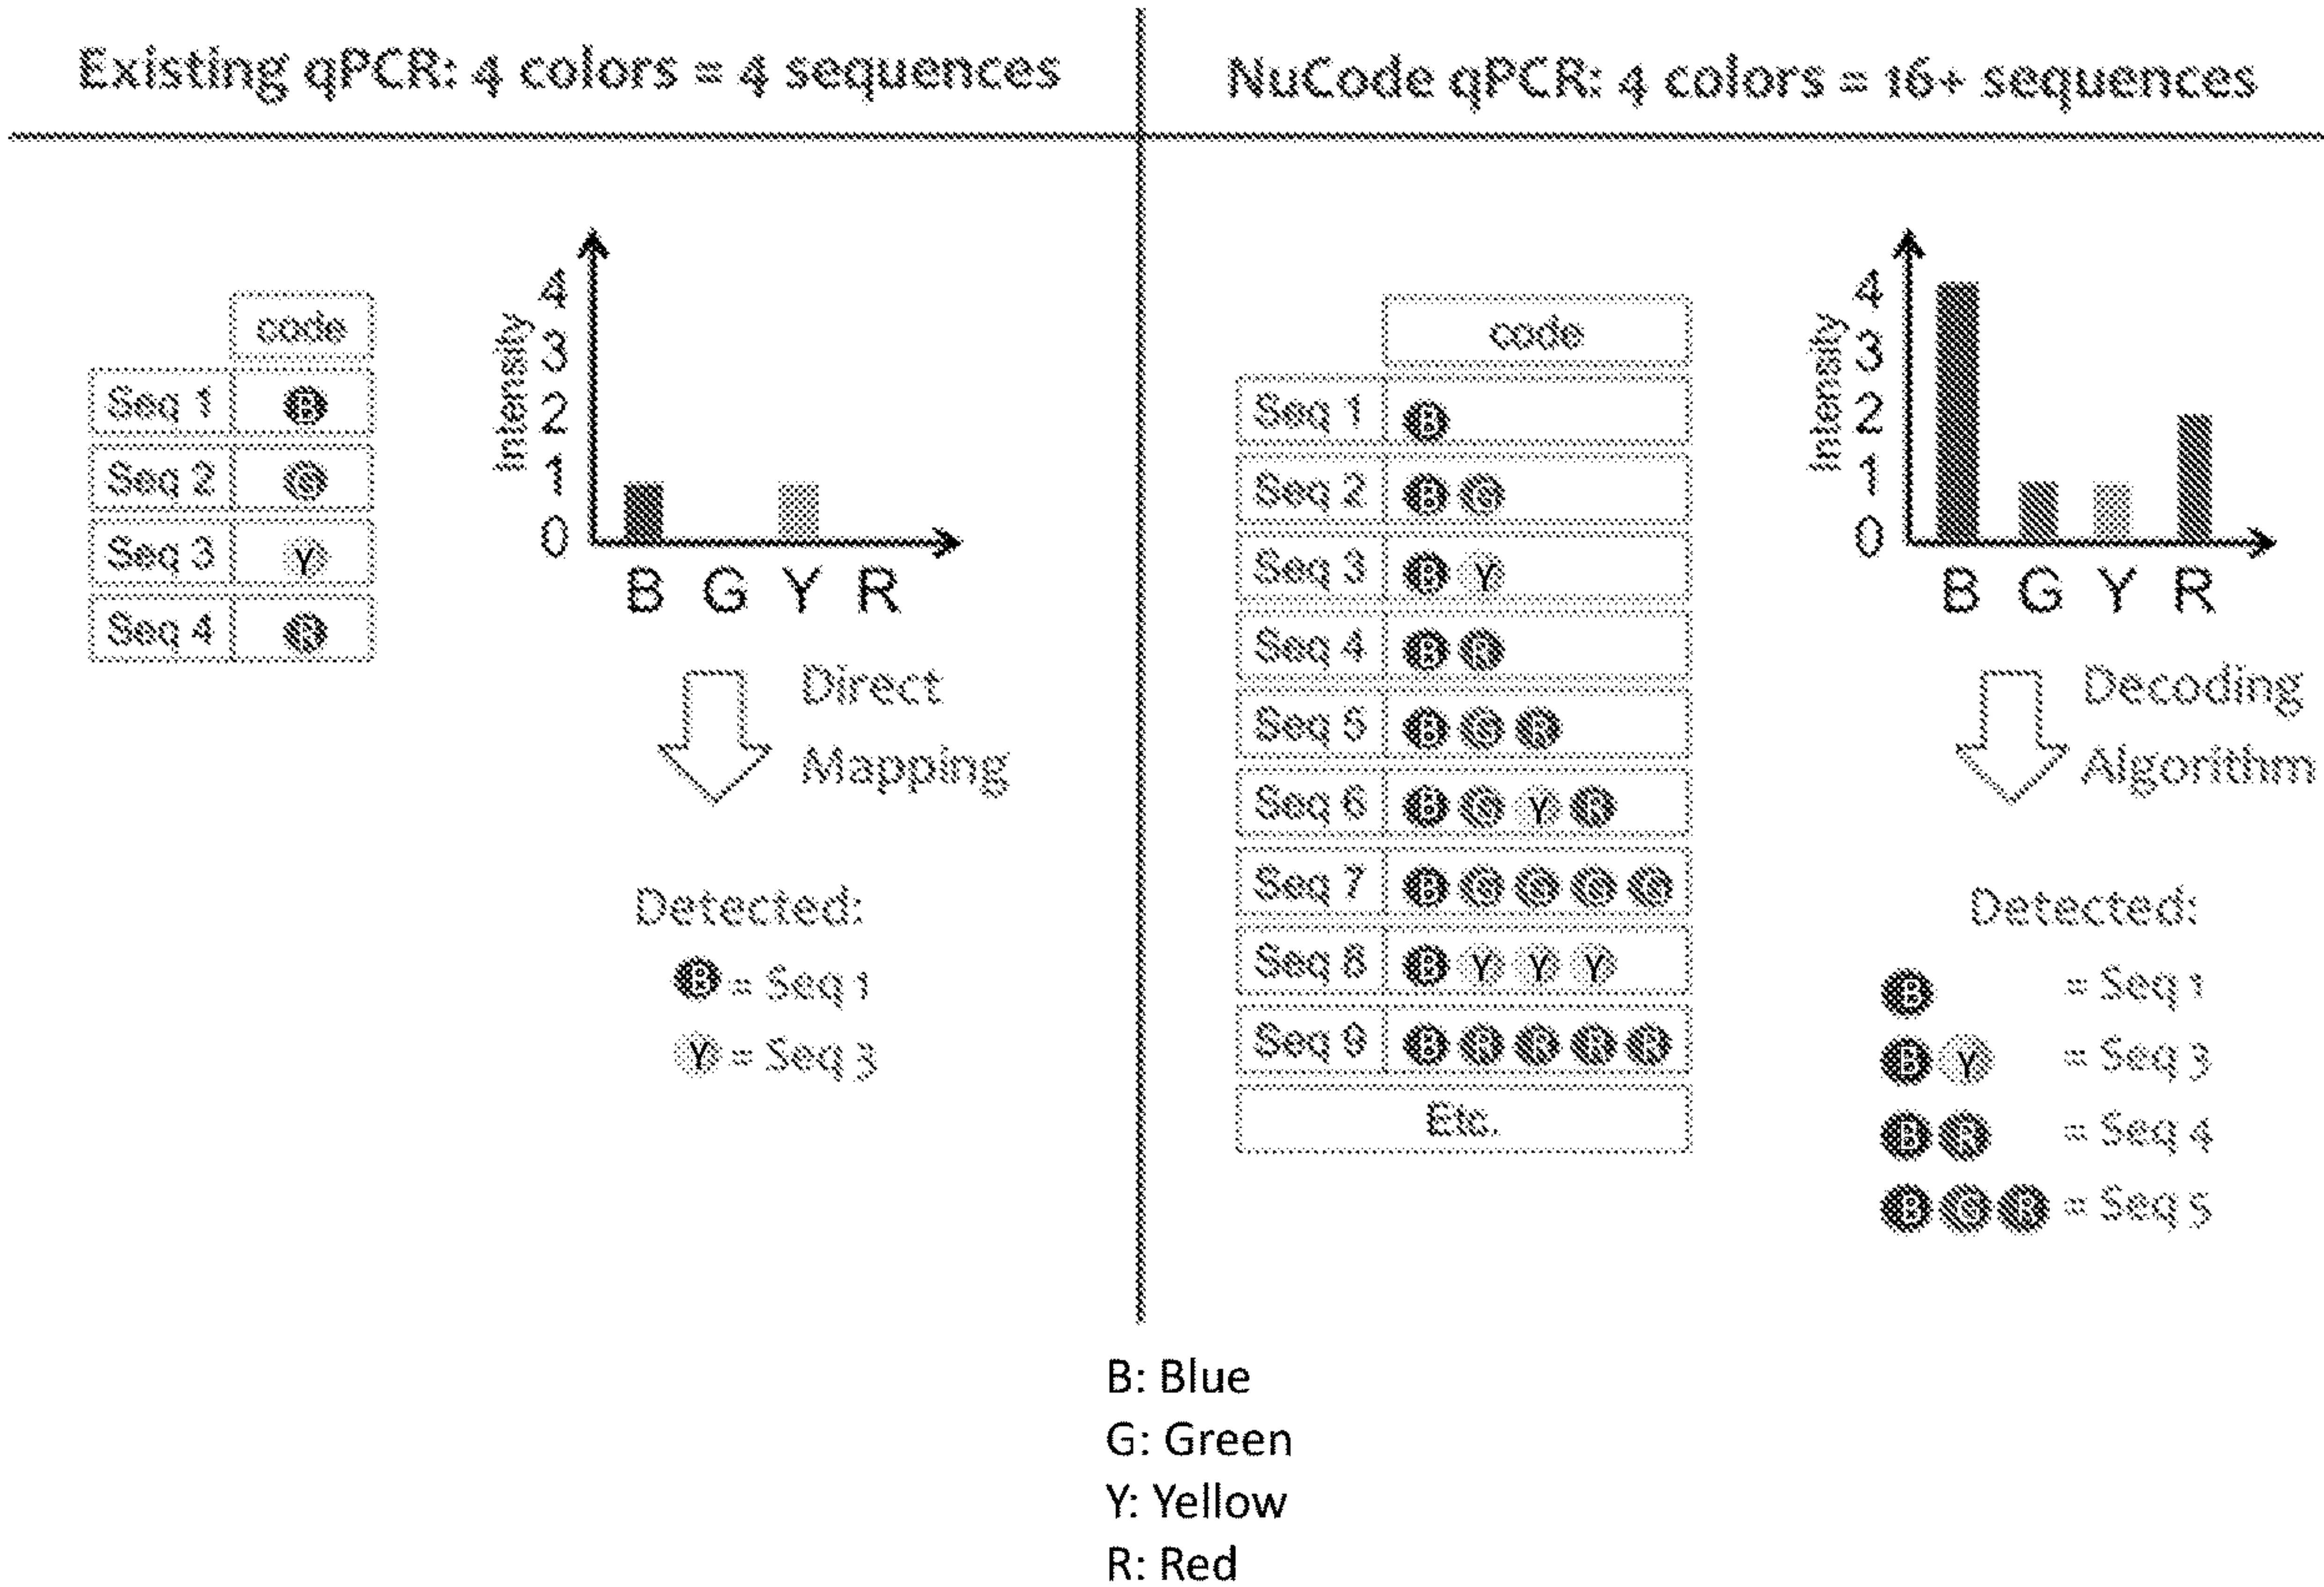 Existing qPCR: 4 colors = 4 sequences
code
Seq 1 B
Seq 2 G
Seq 3 Y
Seq 4 R
Intensity
4
3
2
1
0
B G Y R
Direct
Mapping
Detected:
B = Seq 1
Y = Seq 3
NuCode qPCR: 4 colors = 16+ sequences
code
Seq 1 B
Seq 2 B G
Seq 3 B Y
Seq 4 B R
Seq 5 B G R
Seq 6 B G Y R
Seq 7 B G G G G
Seq 8 B Y Y Y
Seq 9 B R R R R
Etc.
Intensity
4
3
2
1
0
B G Y R
Decoding
Algorithm
Detected:
B = Seq 1
B Y = Seq 3
B R = Seq 4
B G R = Seq 5
B: Blue
G: Green
Y: Yellow
R: Red